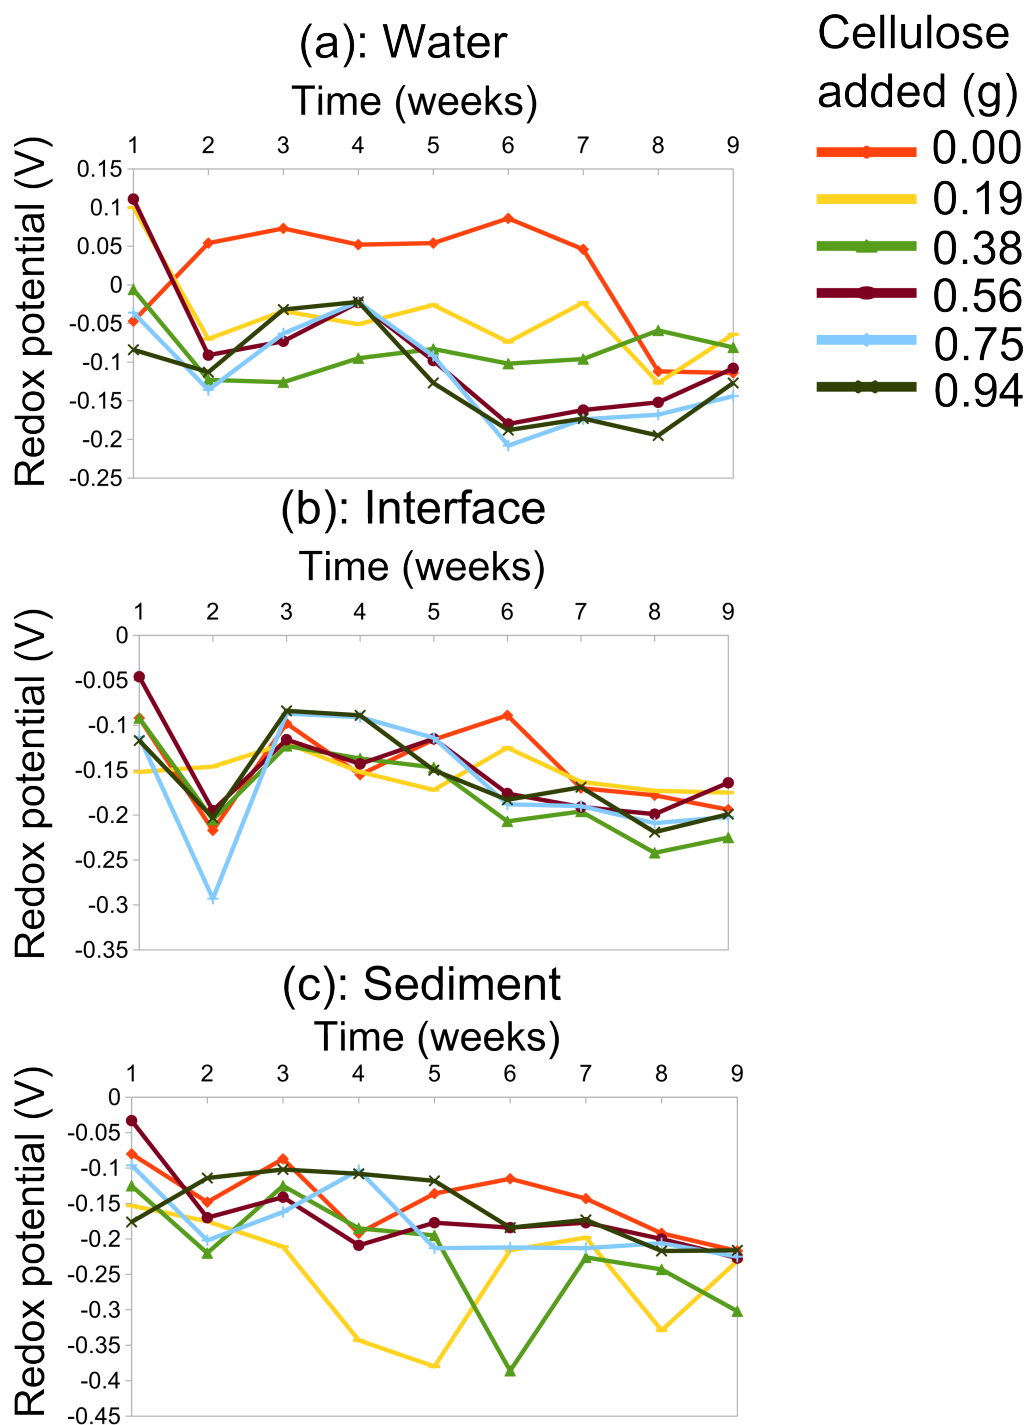 (a): Water
Time (weeks)
1 2 3 4 5 6 7 8 9
Redox potential (V)
0.15
0.1
0.05
0
-0.05
-0.1
-0.15
-0.2
-0.25
Cellulose
added (g)
0.00
0.19
0.38
0.56
0.75
0.94
(b): Interface
Time (weeks)
1 2 3 4 5 6 7 8 9
Redox potential (V)
0
-0.05
-0.1
-0.15
-0.2
-0.25
-0.3
-0.35
(c): Sediment
Time (weeks)
1 2 3 4 5 6 7 8 9
Redox potential (V)
0
-0.05
-0.1
-0.15
-0.2
-0.25
-0.3
-0.35
-0.4
-0.45